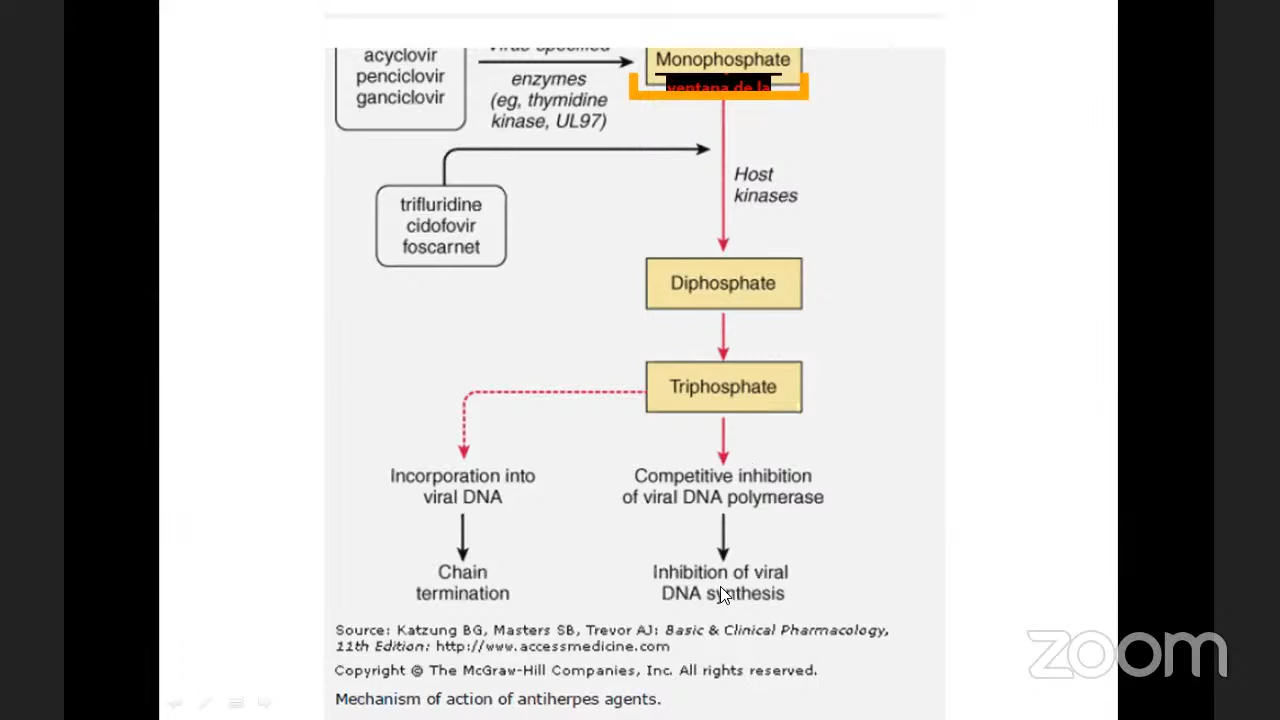 acyclovir
penciclovir
ganciclovir
Virus-specified
enzymes
(eg, thymidine
kinase, UL97)
Monophosphate
ventana de la
Host
kinases
trifluridine
cidofovir
foscarnet
Diphosphate
Triphosphate
Incorporation into
viral DNA
Competitive inhibition
of viral DNA polymerase
Chain
termination
Inhibition of viral
DNA synthesis
Source: Katzung BG, Masters SB, Trevor AJ: Basic & Clinical Pharmacology,
11th Edition: http://www.accessmedicine.com
Copyright © The McGraw-Hill Companies, Inc. All rights reserved.
Mechanism of action of antiherpes agents.
zoom